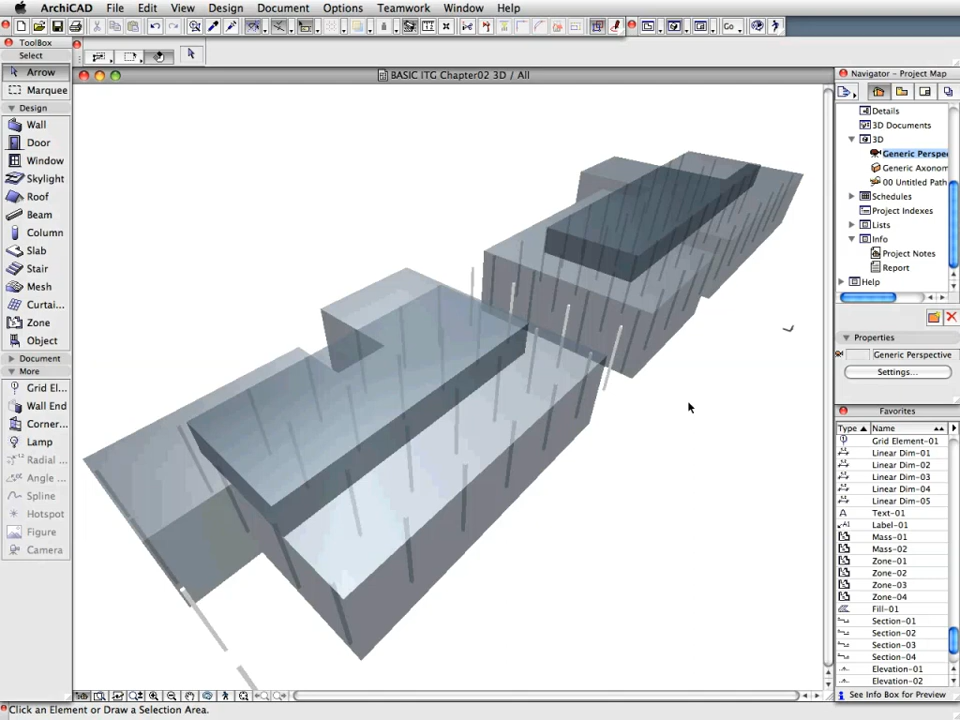 ArchiCAD File Edit View Design Document Options Teamwork Window Help
ToolBox
Select
Arrow
Marquee
Design
Wall
Door
Window
Skylight
Roof
Beam
Column
Slab
Stair
Mesh
Curtai...
Zone
Object
Document
More
Grid El...
Wall End
Corner...
Lamp
Radial ...
Angle ...
Spline
Hotspot
Figure
Camera
BASIC ITG Chapter02 3D / All
Go...
Navigator - Project Map
Details
3D Documents
3D
Generic Perspe
Generic Axonom
00 Untitled Path
Schedules
Project Indexes
Lists
Info
Project Notes
Report
Help
Properties
Generic Perspective
Settings...
Favorites
Type Name
Grid Element-01
Linear Dim-01
Linear Dim-02
Linear Dim-03
Linear Dim-04
Linear Dim-05
Text-01
Label-01
Mass-01
Mass-02
Zone-01
Zone-02
Zone-03
Zone-04
Fill-01
Section-01
Section-02
Section-03
Section-04
Elevation-01
Elevation-02
See Info Box for Preview
Click an Element or Draw a Selection Area.